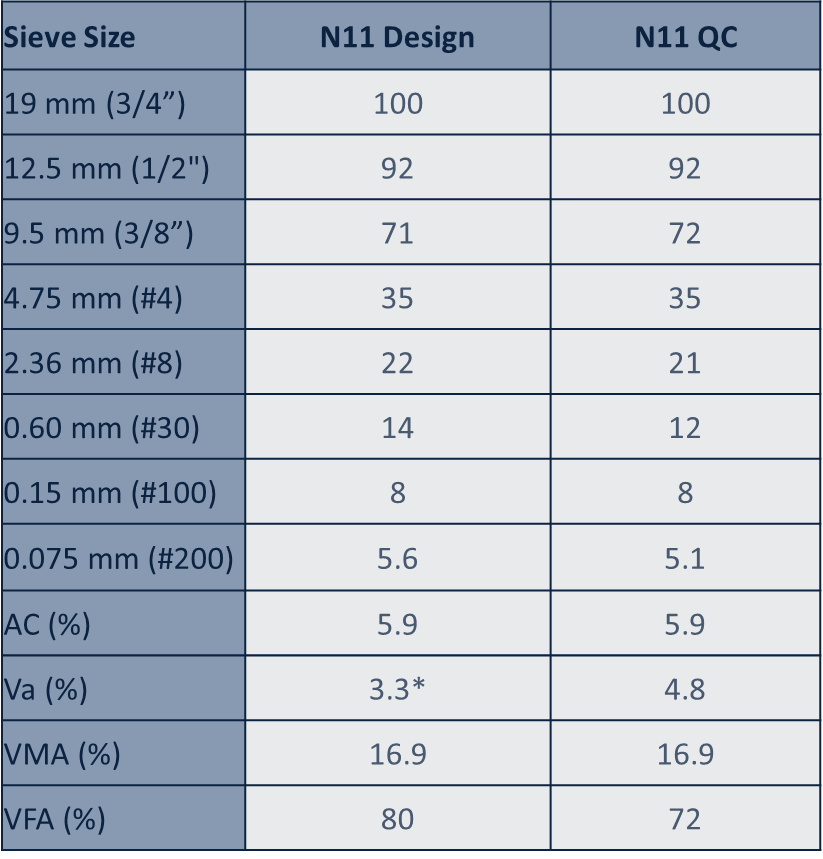 Sieve Size N11 Design N11 QC
19 mm (3/4”) 100 100
12.5 mm (1/2") 92 92
9.5 mm (3/8”) 71 72
4.75 mm (#4) 35 35
2.36 mm (#8) 22 21
0.60 mm (#30) 14 12
0.15 mm (#100) 8 8
0.075 mm (#200) 5.6 5.1
AC (%) 5.9 5.9
Va (%) 3.3* 4.8
VMA (%) 16.9 16.9
VFA (%) 80 72